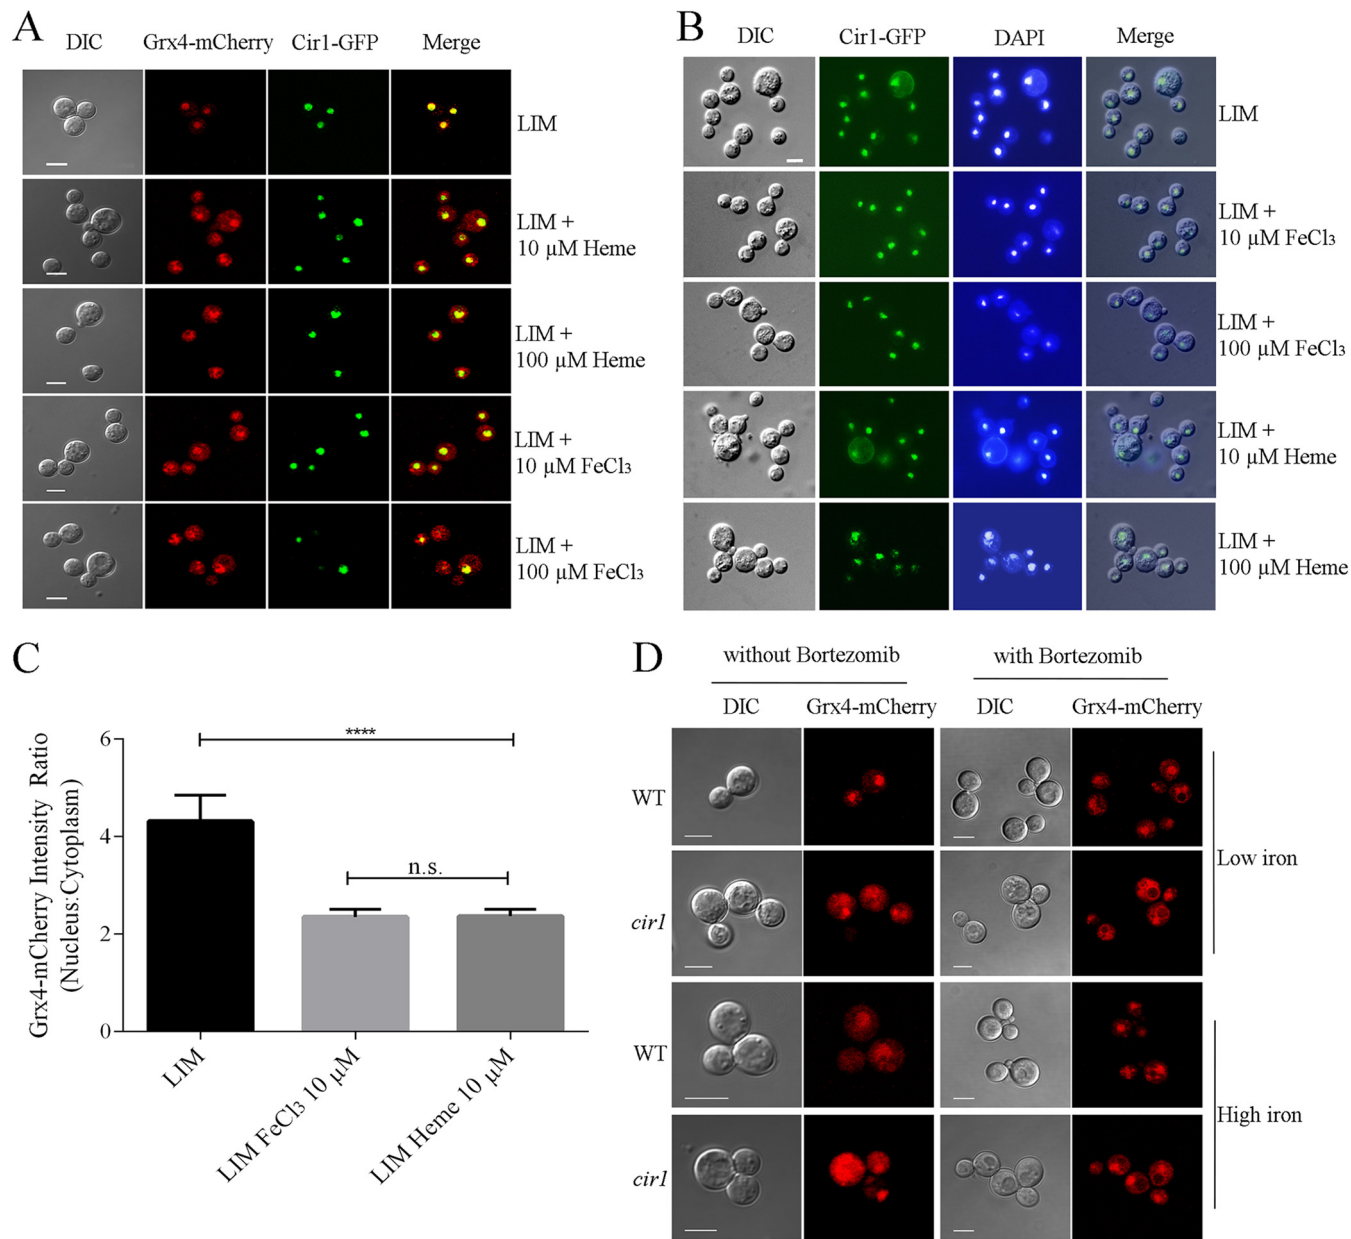 A
DIC Grx4-mCherry Cir1-GFP Merge
LIM
LIM +
10 µM Heme
LIM +
100 µM Heme
LIM +
10 µM FeCl₃
LIM +
100 µM FeCl₃
B
DIC Cir1-GFP DAPI Merge
LIM
LIM +
10 µM FeCl₃
LIM +
100 µM FeCl₃
LIM +
10 µM Heme
LIM +
100 µM Heme
C
Grx4-mCherry Intensity Ratio
(Nucleus:Cytoplasm)
6
4
2
0
****
n.s.
LIM
LIM FeCl₃ 10 µM
LIM Heme 10 µM
D
without Bortezomib with Bortezomib
DIC Grx4-mCherry DIC Grx4-mCherry
WT
cir1
Low iron
WT
cir1
High iron